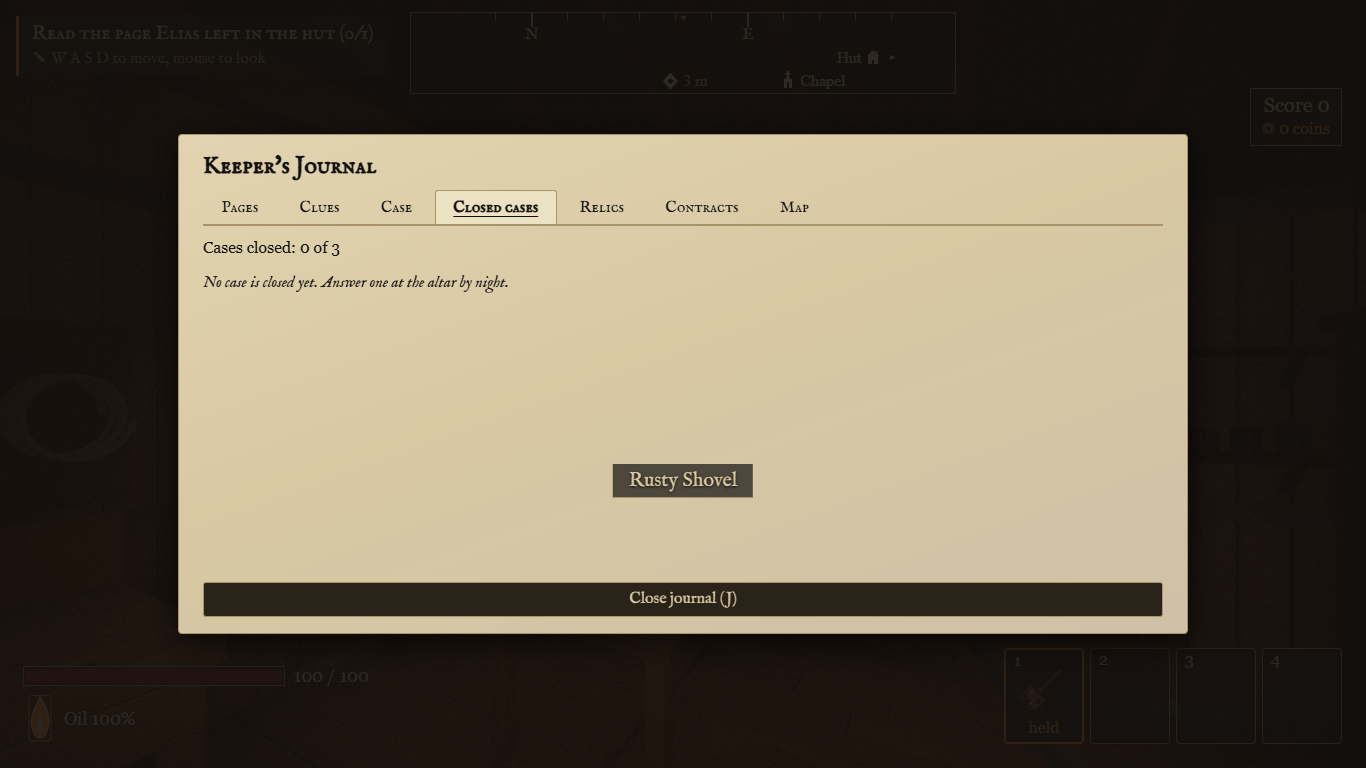 Read the page Elias left in the hut (0/1)
W A S D to move, mouse to look
N
E
Hut
3 m
Chapel
Score 0
0 coins
Keeper's Journal
Pages Clues Case Closed cases Relics Contracts Map
Cases closed: 0 of 3
No case is closed yet. Answer one at the altar by night.
Rusty Shovel
Close journal (J)
100 / 100
Oil 100%
1 2 3 4
held